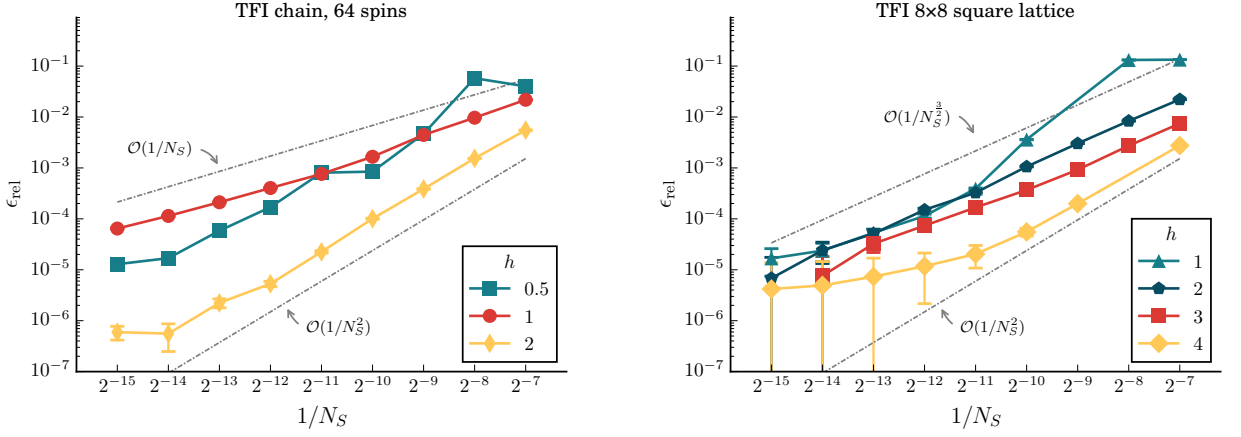 TFI chain, 64 spins
10⁻¹
10⁻²
10⁻³
10⁻⁴
10⁻⁵
10⁻⁶
10⁻⁷
ϵ_rel
𝒪(1/N_S)
𝒪(1/N_S²)
h
0.5
1
2
2⁻¹⁵ 2⁻¹⁴ 2⁻¹³ 2⁻¹² 2⁻¹¹ 2⁻¹⁰ 2⁻⁹ 2⁻⁸ 2⁻⁷
1/N_S
TFI 8×8 square lattice
10⁻¹
10⁻²
10⁻³
10⁻⁴
10⁻⁵
10⁻⁶
10⁻⁷
ϵ_rel
𝒪(1/N_S^{3/2})
𝒪(1/N_S²)
h
1
2
3
4
2⁻¹⁵ 2⁻¹⁴ 2⁻¹³ 2⁻¹² 2⁻¹¹ 2⁻¹⁰ 2⁻⁹ 2⁻⁸ 2⁻⁷
1/N_S